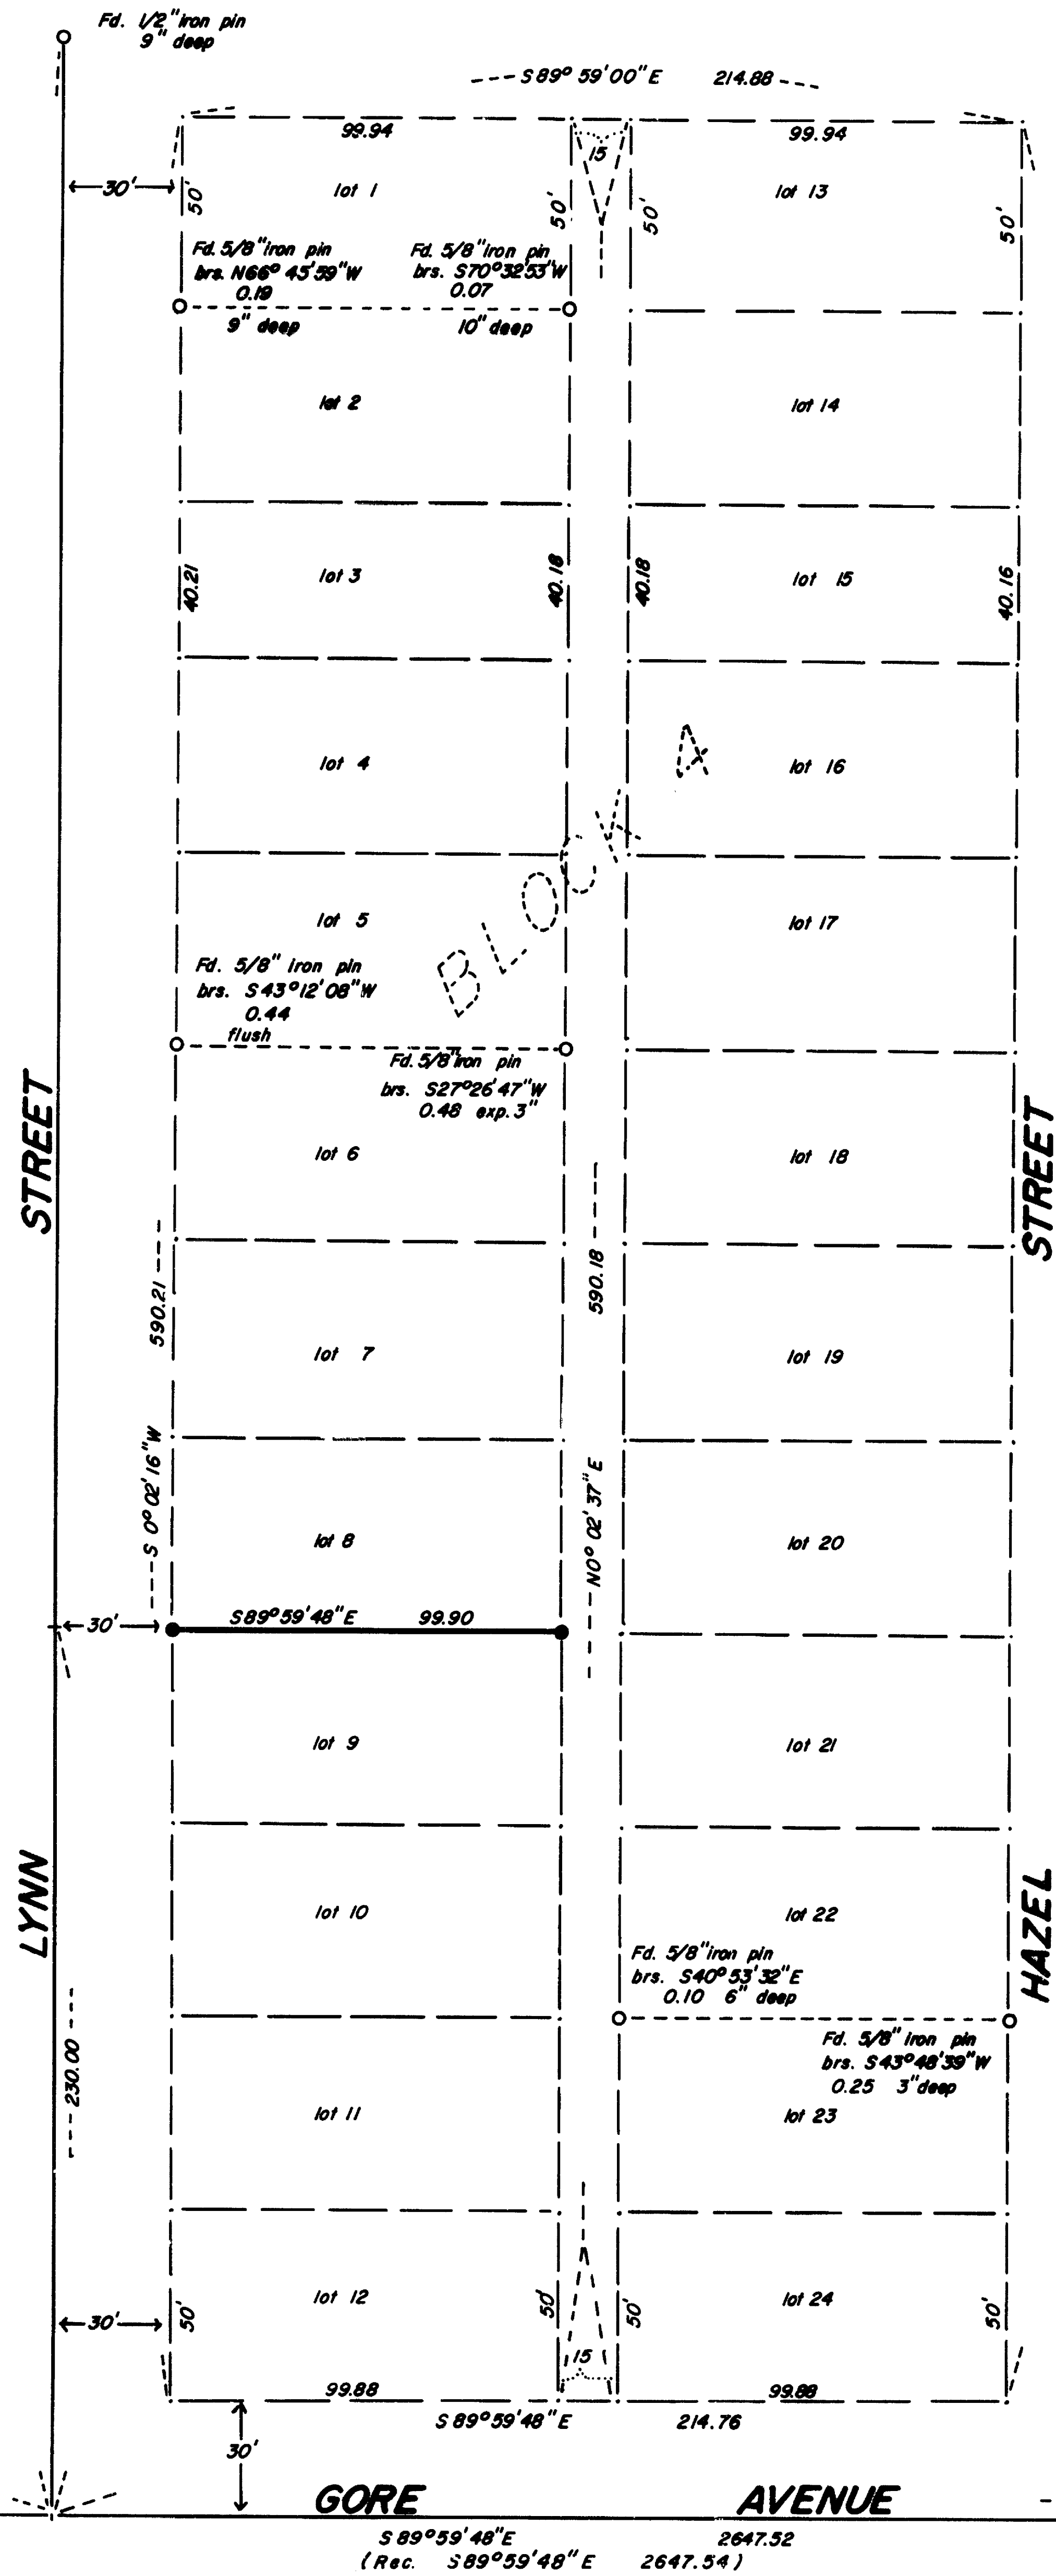 Fd. 1/2" iron pin
9" deep
S89° 59' 00" E 214.88
99.94
99.94
15
30'
50'
lot 1
50'
50'
lot 13
50'
Fd. 5/8" iron pin
brs. N66° 45' 59" W
0.19
9" deep
Fd. 5/8" iron pin
brs. S70° 32' 53" W
0.07
10" deep
lot 2
lot 14
40.21
lot 3
40.18
40.18
lot 15
40.16
lot 4
lot 16
BLOCK 4
lot 5
lot 17
Fd. 5/8" iron pin
brs. S43° 12' 08" W
0.44
flush
Fd. 5/8" iron pin
brs. S27° 26' 47" W
0.48 exp. 3"
STREET
STREET
lot 6
lot 18
590.21
590.18
lot 7
lot 19
S 0° 02' 16" W
N0° 02' 37" E
lot 8
lot 20
30'
S89° 59' 48" E 99.90
lot 9
lot 21
LYNN
HAZEL
lot 10
lot 22
Fd. 5/8" iron pin
brs. S40° 53' 32" E
0.10 6" deep
Fd. 5/8" iron pin
brs. S43° 48' 39" W
0.25 3" deep
230.00
lot 11
lot 23
lot 12
lot 24
30'
50'
50'
50'
50'
15
99.88
99.88
S 89° 59' 48" E 214.76
30'
GORE AVENUE
S 89° 59' 48" E 2647.52
(Rec. S89° 59' 48" E 2647.54)